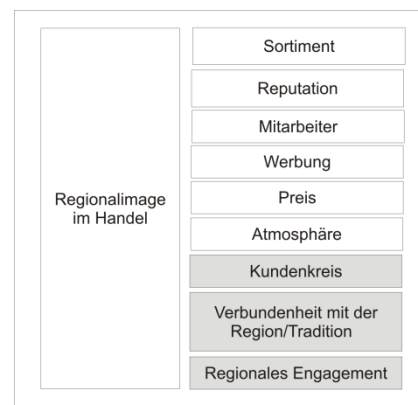 Regionalimage
im Handel
Sortiment
Reputation
Mitarbeiter
Werbung
Preis
Atmosphäre
Kundenkreis
Verbundenheit mit der
Region/Tradition
Regionales Engagement